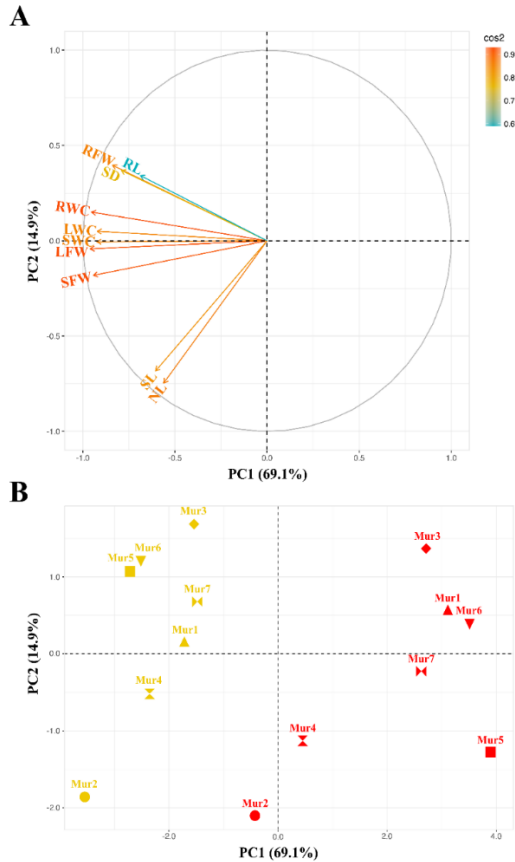 A
cos2
0.9
0.8
0.7
0.6
1.0
0.5
0.0
-0.5
-1.0
PC2 (14.9%)
RFW
RL
SD
RWC
LWC
SWC
LFW
SFW
SL
NL
-1.0 -0.5 0.0 0.5 1.0
PC1 (69.1%)
B
1.0
0.0
-1.0
-2.0
PC2 (14.9%)
Mur3
Mur6
Mur5
Mur7
Mur1
Mur4
Mur2
Mur3
Mur1
Mur6
Mur7
Mur4
Mur5
Mur2
-2.0 0.0 2.0 4.0
PC1 (69.1%)